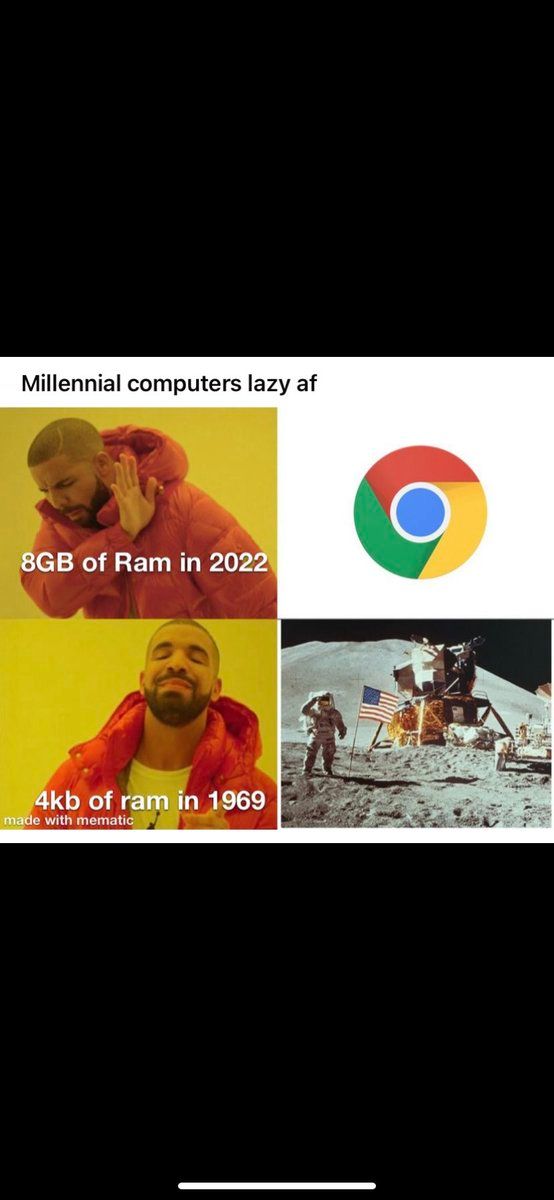 Millennial computers lazy af
8GB of Ram in 2022
4kb of ram in 1969
made with mematic